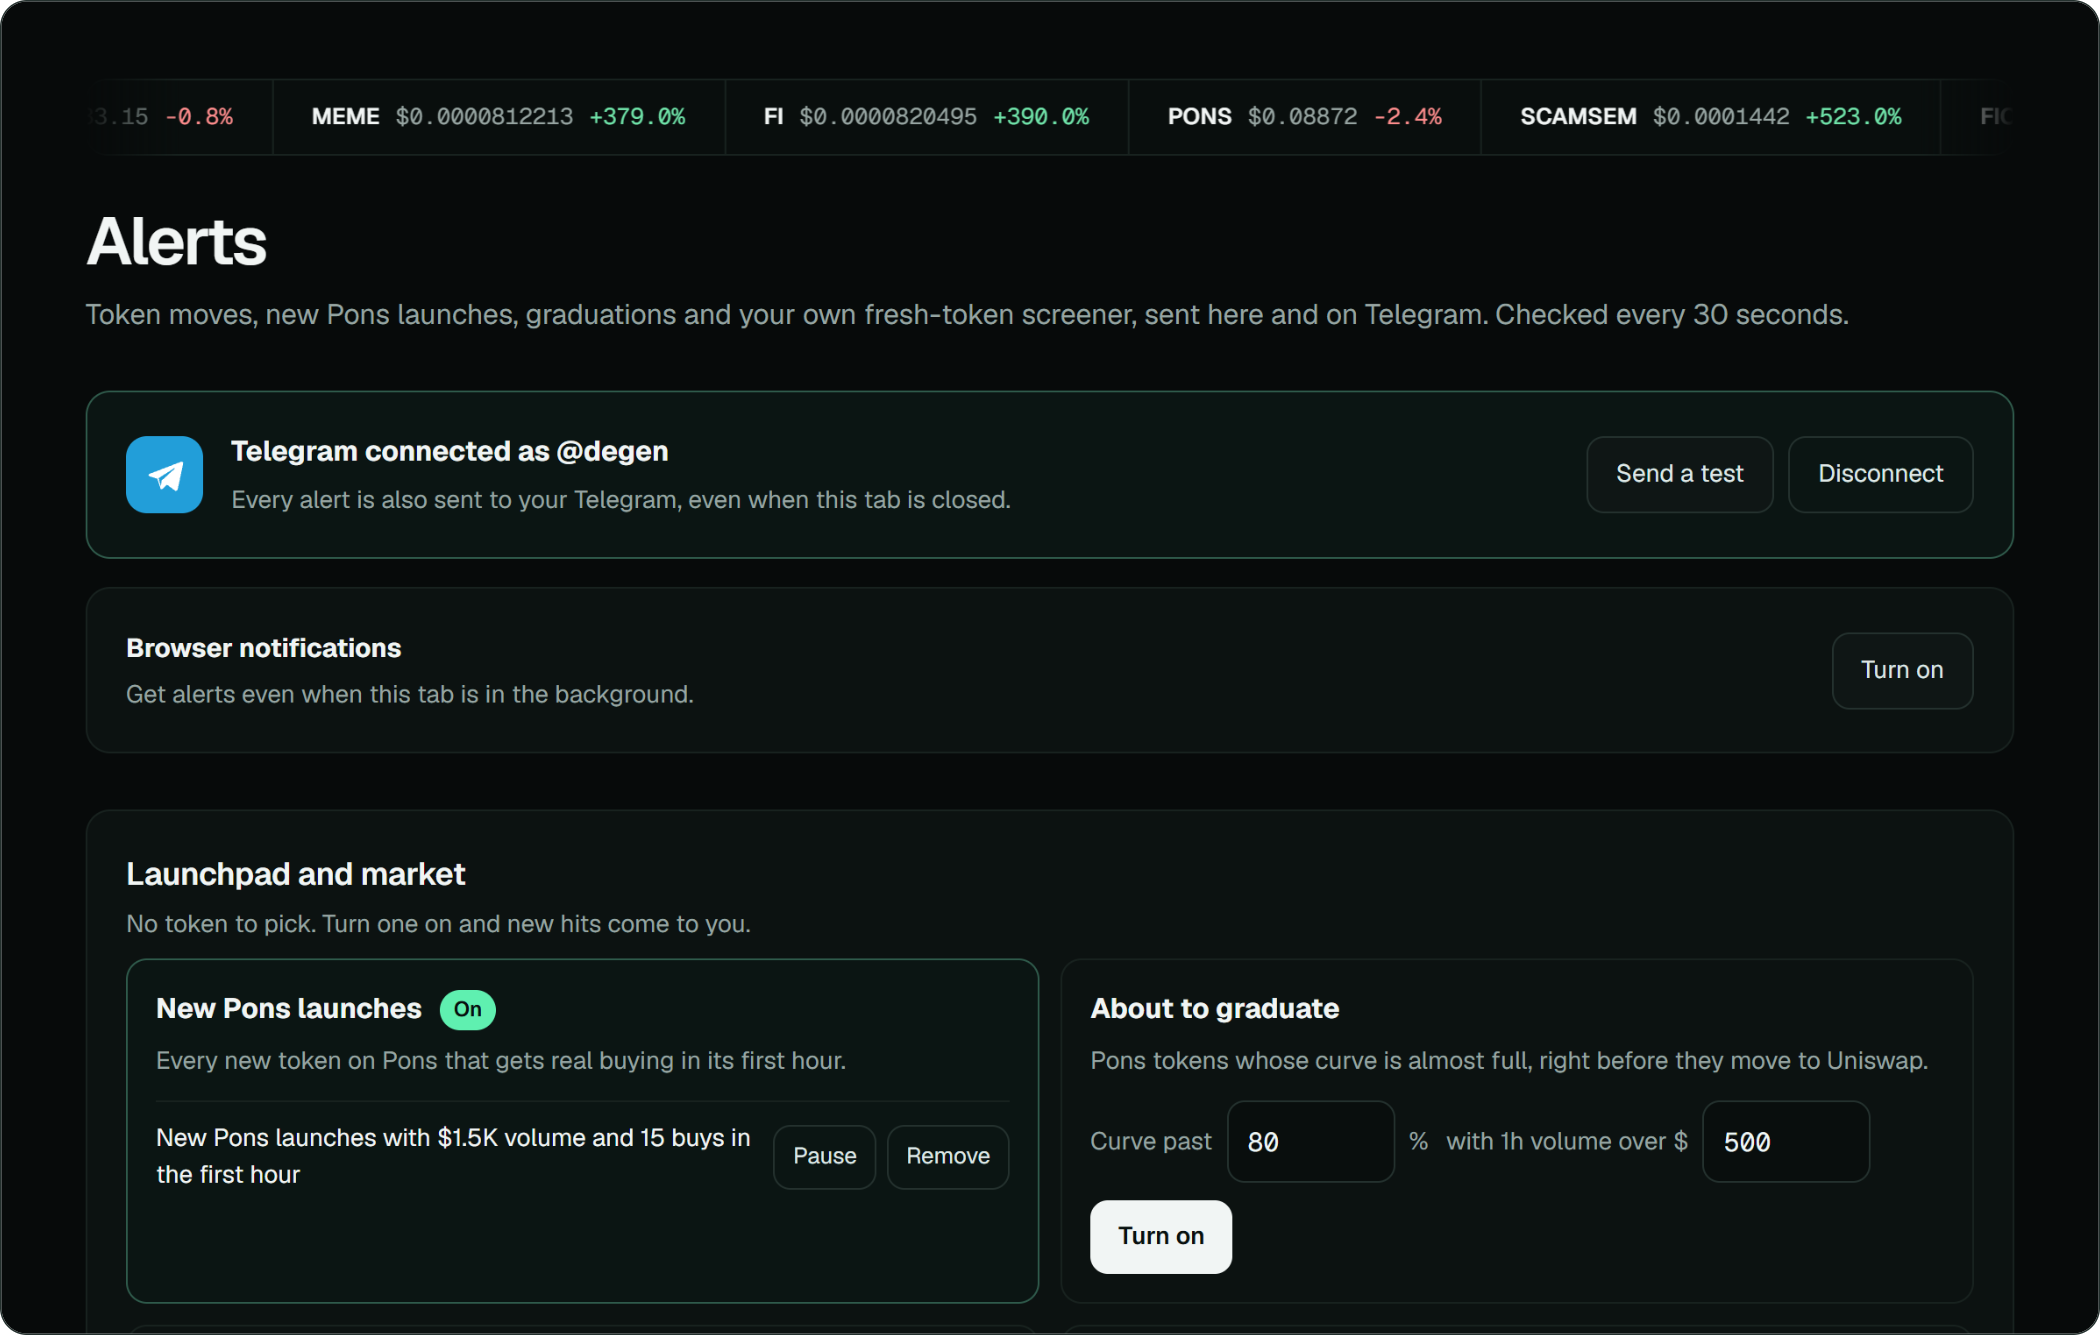 3.15 -0.8% MEME $0.0000812213 +379.0% FI $0.0000820495 +390.0% PONS $0.08872 -2.4% SCAMSEM $0.0001442 +523.0%
Alerts
Token moves, new Pons launches, graduations and your own fresh-token screener, sent here and on Telegram. Checked every 30 seconds.
Telegram connected as @degen
Every alert is also sent to your Telegram, even when this tab is closed.
Send a test
Disconnect
Browser notifications
Get alerts even when this tab is in the background.
Turn on
Launchpad and market
No token to pick. Turn one on and new hits come to you.
New Pons launches On
Every new token on Pons that gets real buying in its first hour.
New Pons launches with $1.5K volume and 15 buys in
the first hour
Pause
Remove
About to graduate
Pons tokens whose curve is almost full, right before they move to Uniswap.
Curve past 80 % with 1h volume over $ 500
Turn on